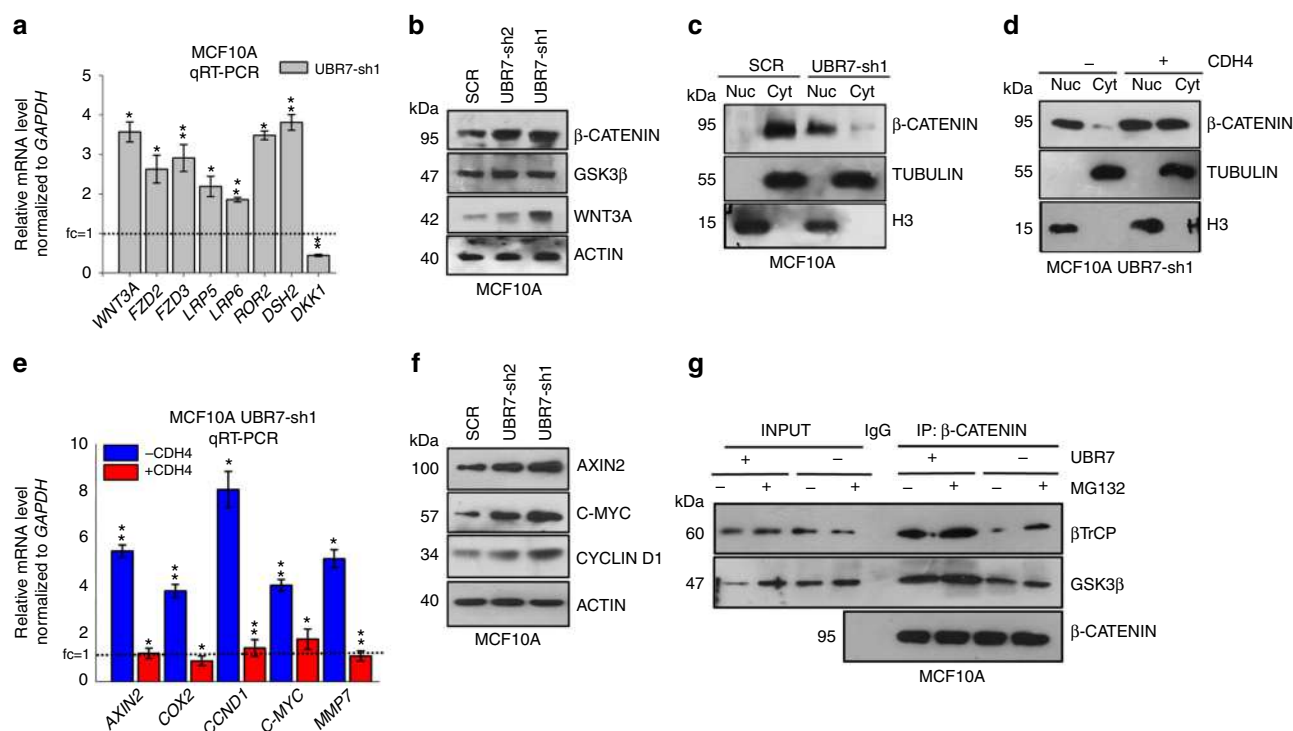 a
MCF10A
qRT-PCR
UBR7-sh1
Relative mRNA level
normalized to GAPDH
5
4
3
2
fc=1
0
WNT3A
FZD2
FZD3
LRP5
LRP6
ROR2
DSH2
DKK1
* * ** * ** * ** **
b
SCR
UBR7-sh2
UBR7-sh1
kDa
95 β-CATENIN
47 GSK3β
42 WNT3A
40 ACTIN
MCF10A
c
SCR UBR7-sh1
kDa Nuc Cyt Nuc Cyt
95 β-CATENIN
55 TUBULIN
15 H3
MCF10A
d
– + CDH4
kDa Nuc Cyt Nuc Cyt
95 β-CATENIN
55 TUBULIN
15 H3
MCF10A UBR7-sh1
e
MCF10A UBR7-sh1
qRT-PCR
–CDH4
+CDH4
Relative mRNA level
normalized to GAPDH
10
8
6
4
2
fc=1
0
AXIN2
COX2
CCND1
C-MYC
MMP7
** * ** * * ** ** * * **
f
SCR
UBR7-sh2
UBR7-sh1
kDa
100 AXIN2
57 C-MYC
34 CYCLIN D1
40 ACTIN
MCF10A
g
INPUT IgG IP: β-CATENIN
+ – + – UBR7
– + – + – + – + MG132
kDa
60 βTrCP
47 GSK3β
95 β-CATENIN
MCF10A